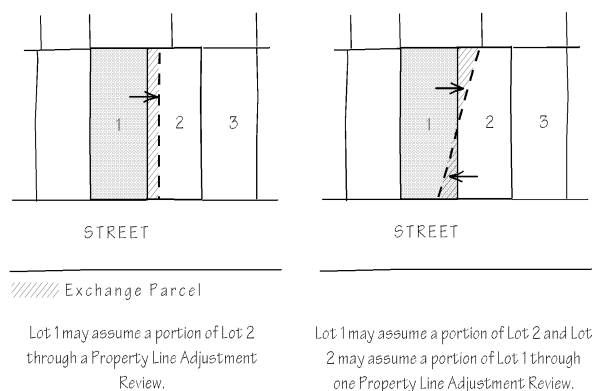 1 2 3
1 2 3
STREET
STREET
Exchange Parcel
Lot 1 may assume a portion of Lot 2
through a Property Line Adjustment
Review.
Lot 1 may assume a portion of Lot 2 and Lot
2 may assume a portion of Lot 1 through
one Property Line Adjustment Review.